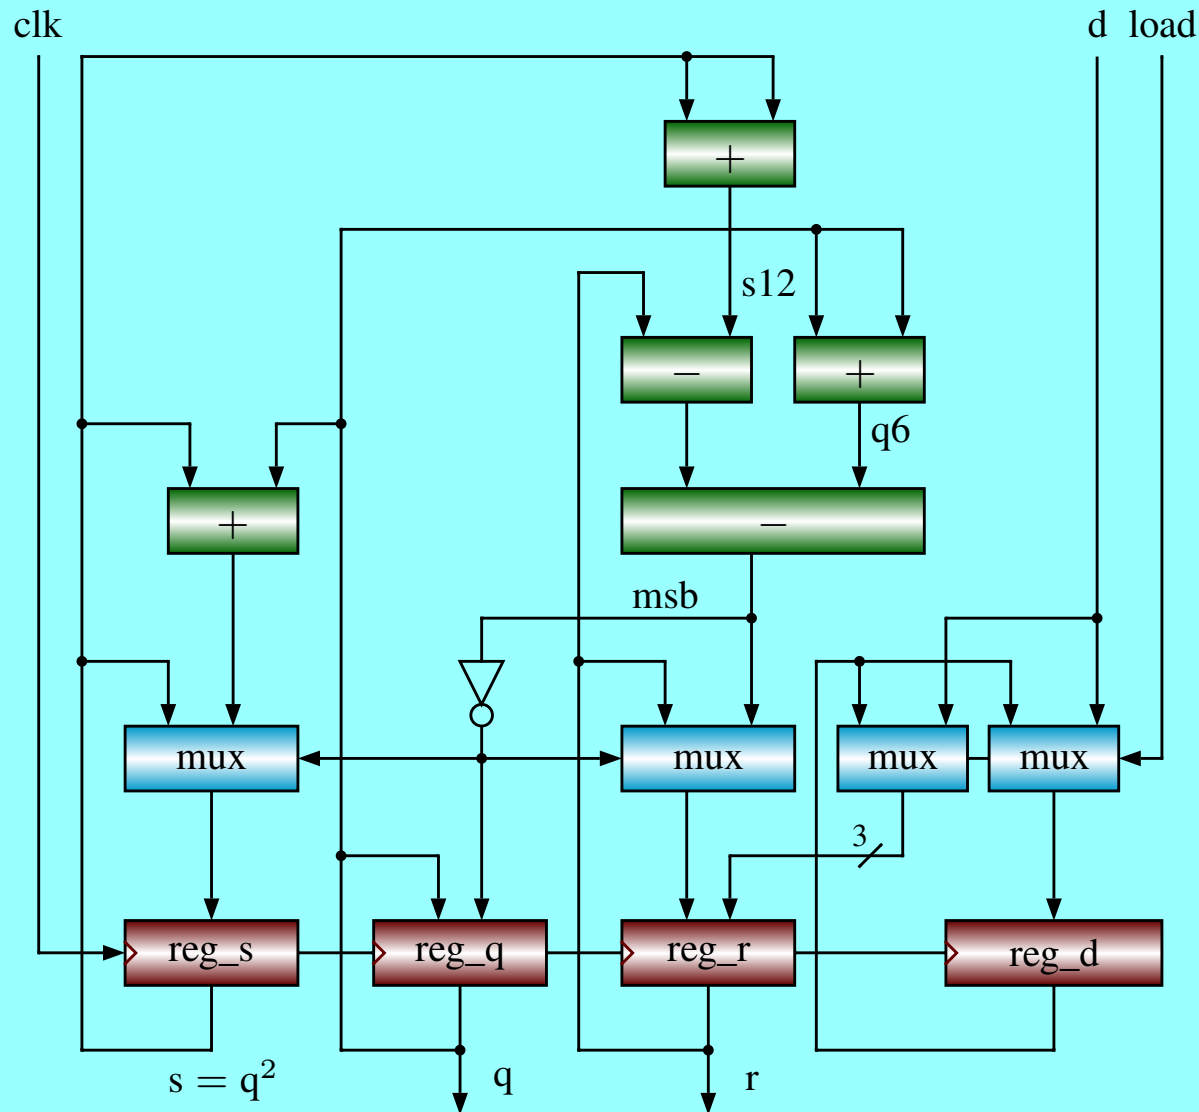 clk d load
+
s12
− +
q6
+ −
msb
mux mux mux mux
3
reg_s reg_q reg_r reg_d
s = q² q r